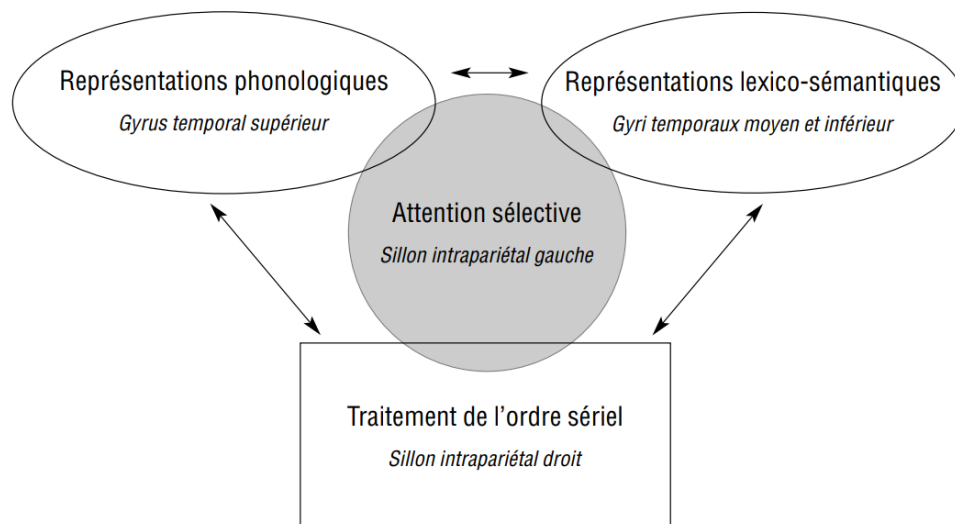 Représentations phonologiques
Gyrus temporal supérieur
Représentations lexico-sémantiques
Gyri temporaux moyen et inférieur
Attention sélective
Sillon intrapariétal gauche
Traitement de l’ordre sériel
Sillon intrapariétal droit